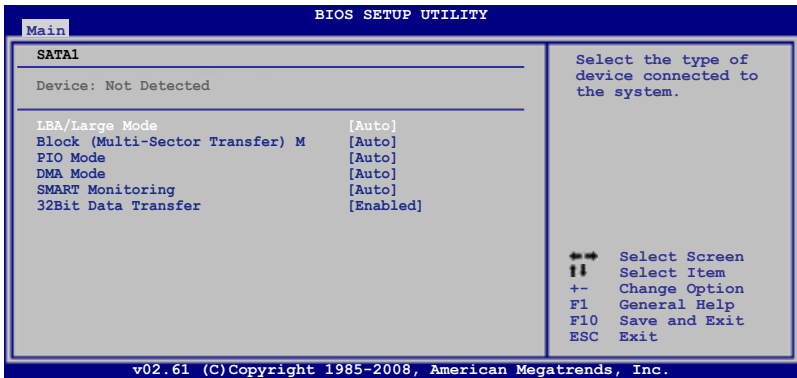 BIOS SETUP UTILITY
Main
SATA1
Device: Not Detected
LBA/Large Mode [Auto]
Block (Multi-Sector Transfer) M [Auto]
PIO Mode [Auto]
DMA Mode [Auto]
SMART Monitoring [Auto]
32Bit Data Transfer [Enabled]
Select the type of
device connected to
the system.
←→ Select Screen
↑↓ Select Item
+- Change Option
F1 General Help
F10 Save and Exit
ESC Exit
v02.61 (C)Copyright 1985-2008, American Megatrends, Inc.